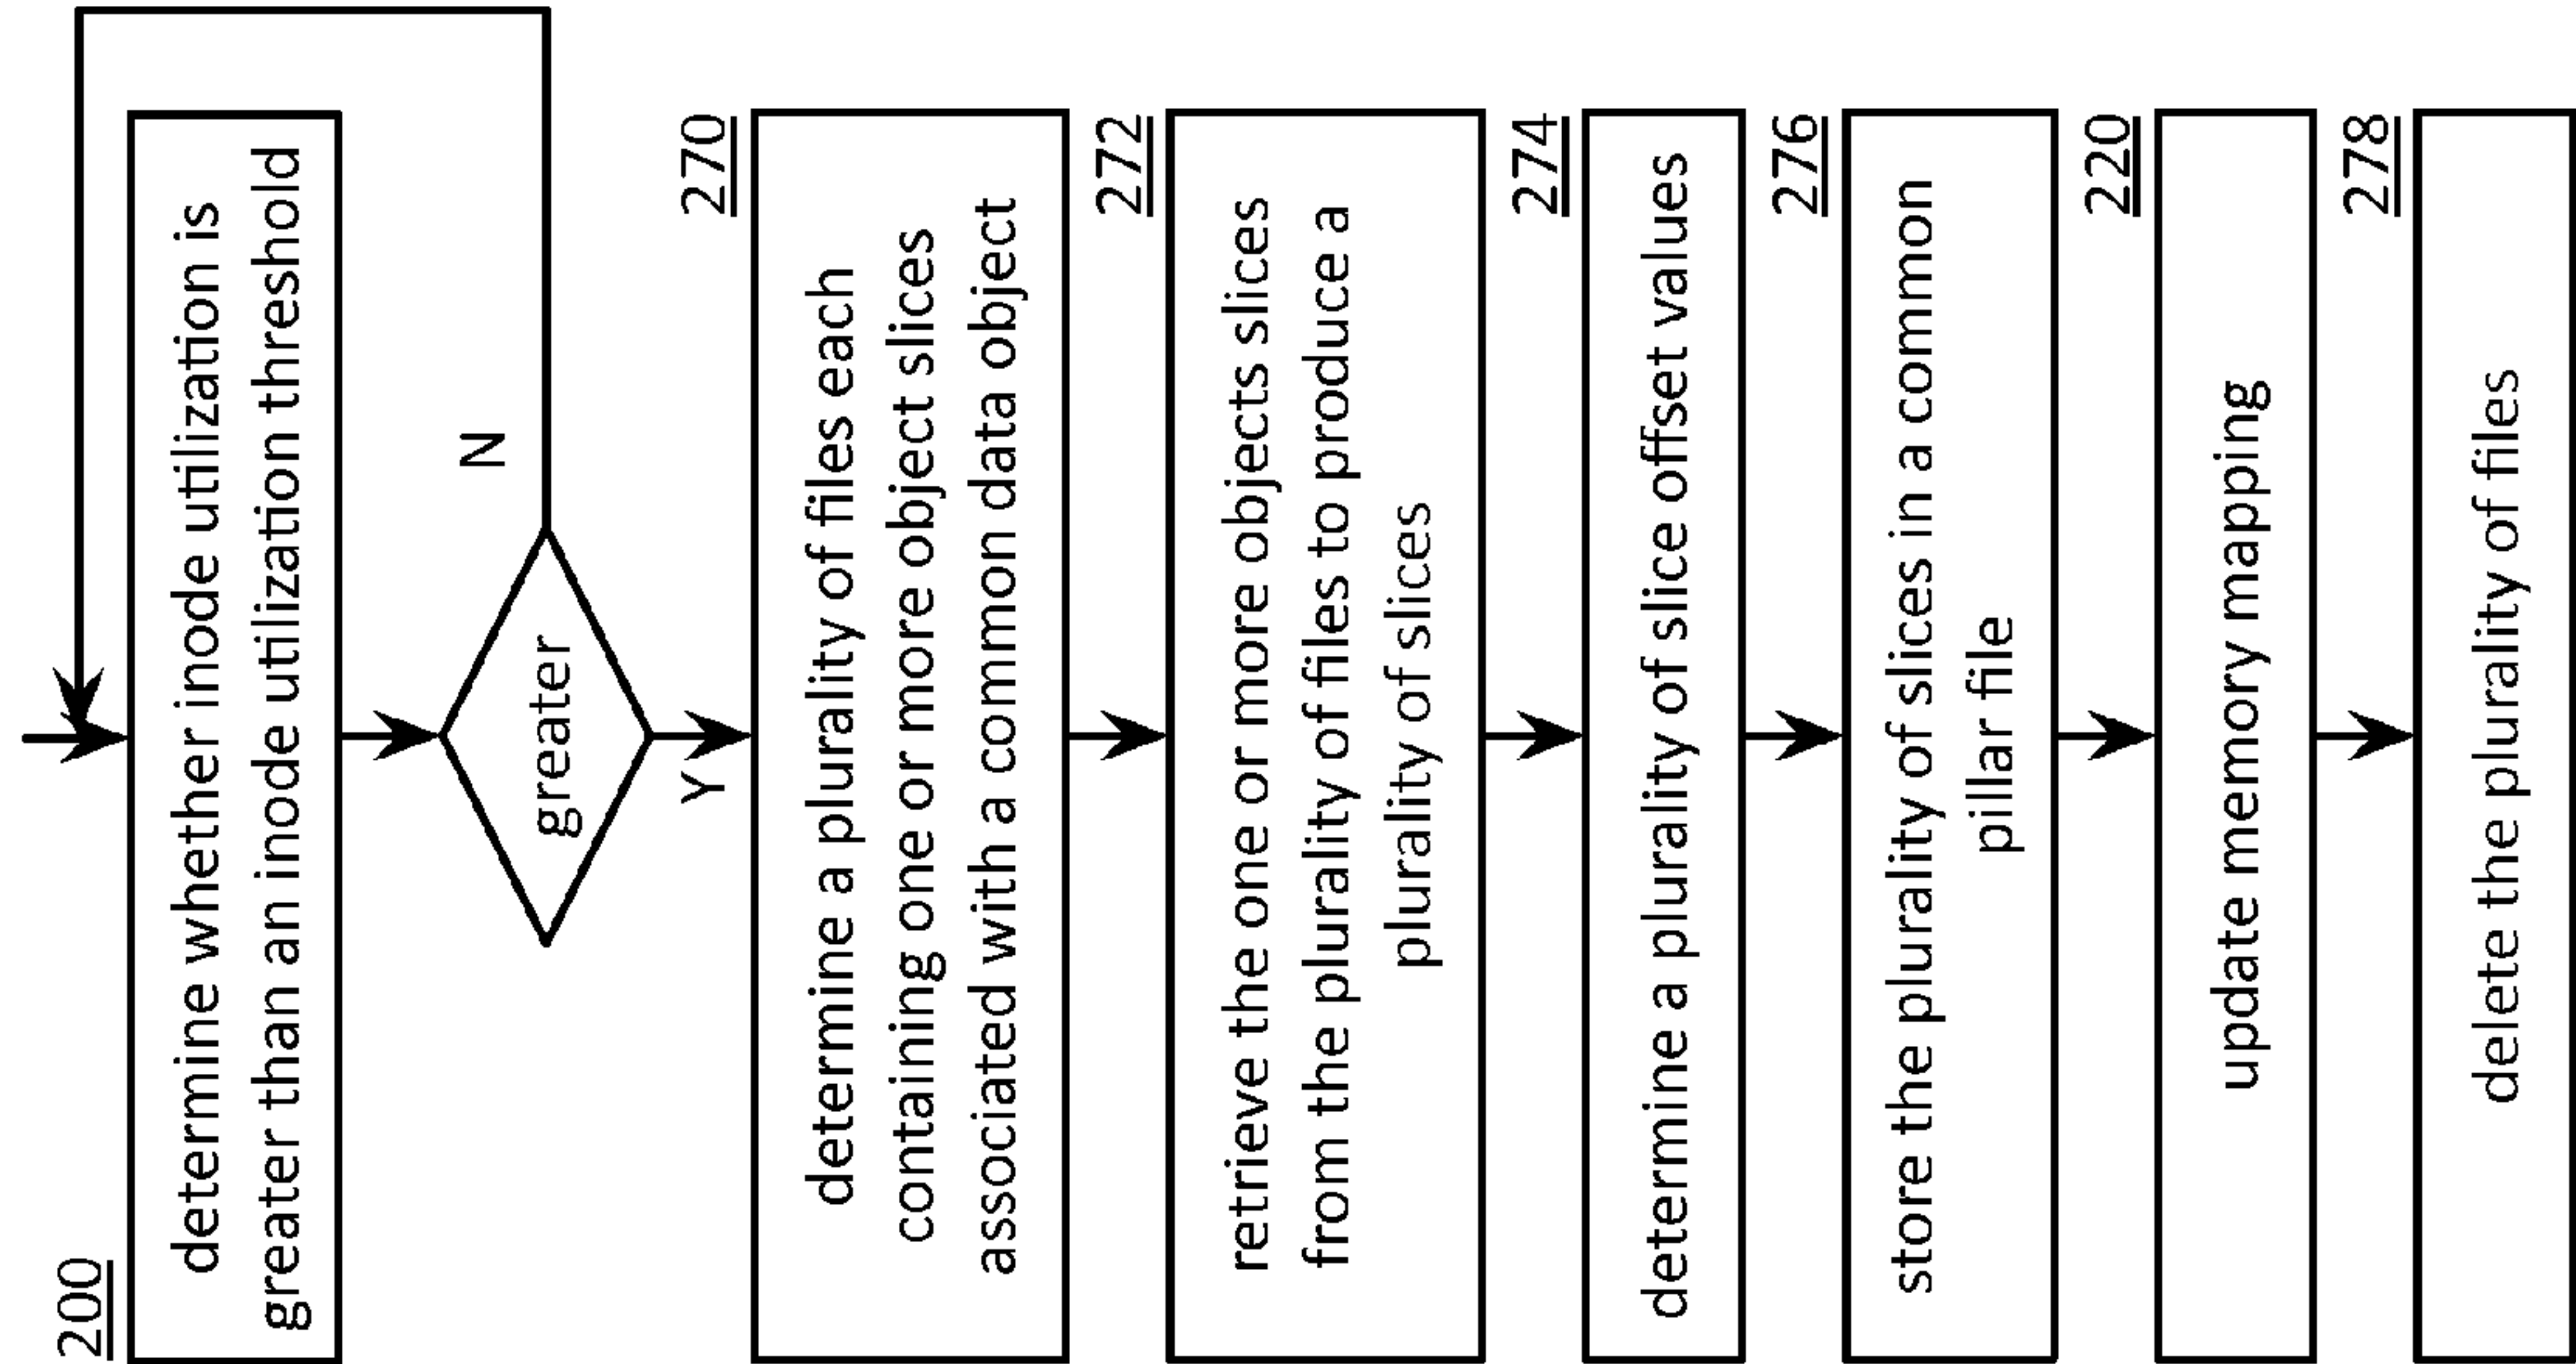 200
determine whether inode utilization is
greater than an inode utilization threshold
greater
N
Y
270
determine a plurality of files each
containing one or more object slices
associated with a common data object
272
retrieve the one or more objects slices
from the plurality of files to produce a
plurality of slices
274
determine a plurality of slice offset values
276
store the plurality of slices in a common
pillar file
220
update memory mapping
278
delete the plurality of files